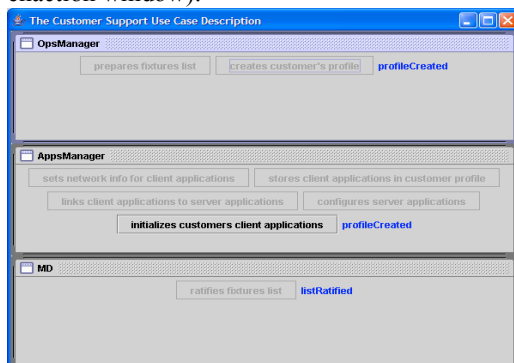 enaction window).
The Customer Support Use Case Description
OpsManager
prepares fixtures list creates customer's profile profileCreated
AppsManager
sets network info for client applications stores client applications in customer profile
links client applications to server applications configures server applications
initializes customers client applications profileCreated
MD
ratifies fixtures list listRatified